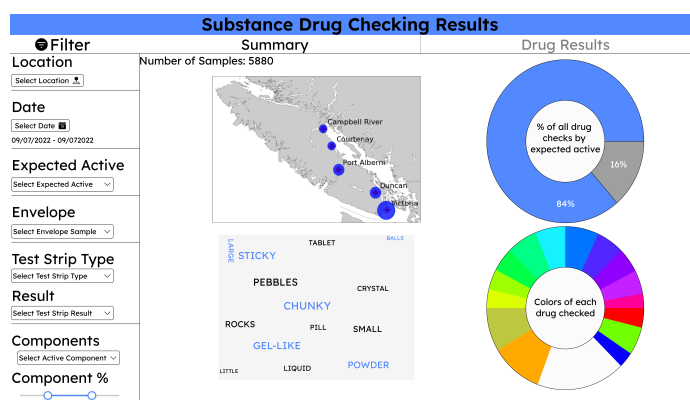 Substance Drug Checking Results
Filter
Summary
Drug Results
Location
Select Location
Date
Select Date
09/07/2022 - 09/072022
Expected Active
Select Expected Active
Envelope
Select Envelope Sample
Test Strip Type
Select Test Strip Type
Result
Select Test Strip Result
Components
Select Active Component
Component %
Number of Samples: 5880
Campbell River
Courtenay
Port Alberni
Duncan
Victoria
LARGE
STICKY
TABLET
BALLS
PEBBLES
CRYSTAL
CHUNKY
ROCKS
PILL
SMALL
GEL-LIKE
LITTLE
LIQUID
POWDER
% of all drug
checks by
expected active
16%
84%
Colors of each
drug checked